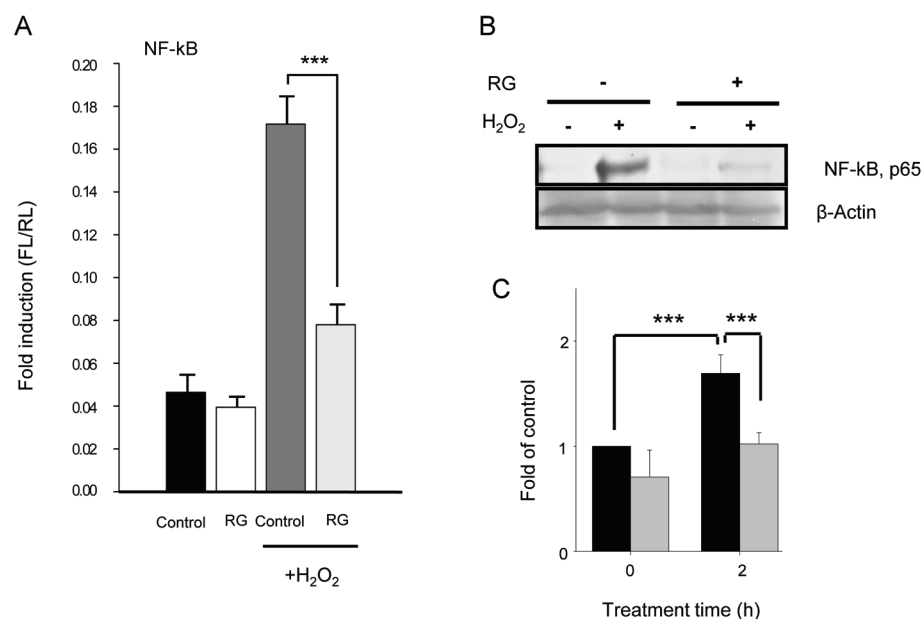 A
NF-kB
Fold induction (FL/RL)
0.20
0.18
0.16
0.14
0.12
0.10
0.08
0.06
0.04
0.02
0.00
***
Control RG Control RG
+H₂O₂
B
RG - +
H₂O₂ - + - +
NF-kB, p65
β-Actin
C
Fold of control
2
1
0
*** ***
0 2
Treatment time (h)